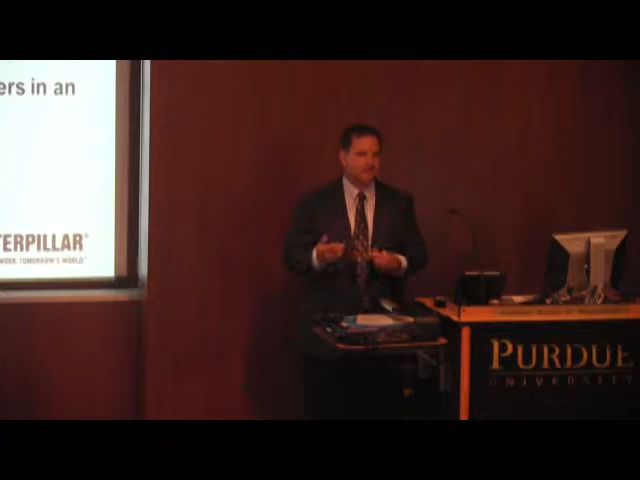 ers in an
TERPILLAR®
WORK. TOMORROW'S WORLD.
PURDUE
UNIVERSITY